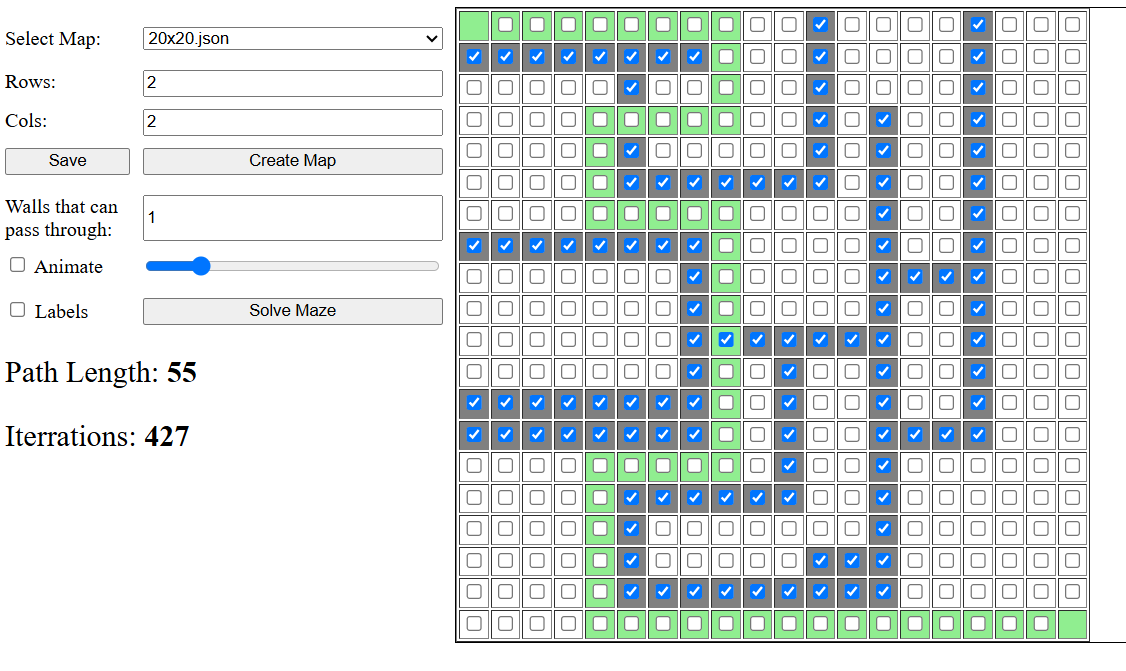 Select Map:
20x20.json
Rows:
2
Cols:
2
Save
Create Map
Walls that can
pass through:
1
Animate
Labels
Solve Maze
Path Length: 55
Iterrations: 427